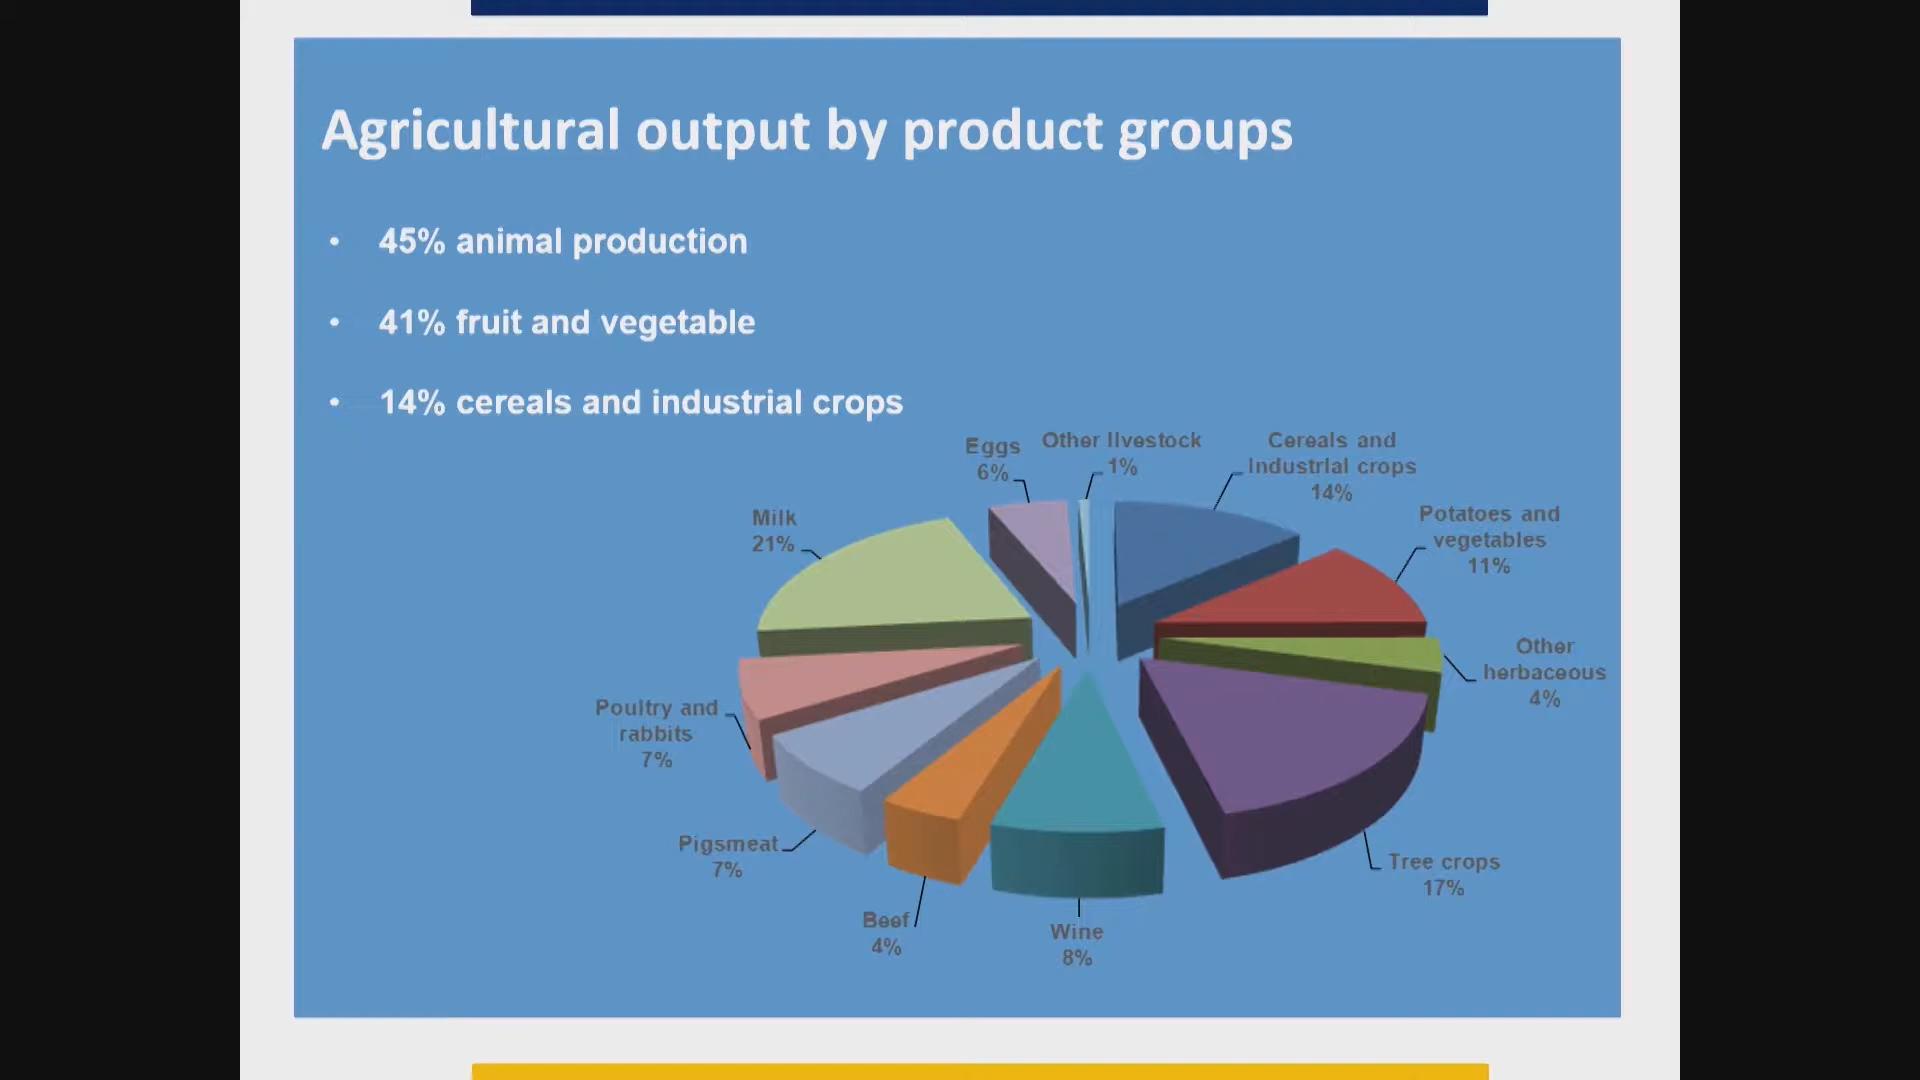 Agricultural output by product groups
• 45% animal production
• 41% fruit and vegetable
• 14% cereals and industrial crops
Eggs
6%
Other livestock
1%
Cereals and
industrial crops
14%
Milk
21%
Potatoes and
vegetables
11%
Other
herbaceous
4%
Poultry and
rabbits
7%
Pigsmeat
7%
Tree crops
17%
Beef
4%
Wine
8%